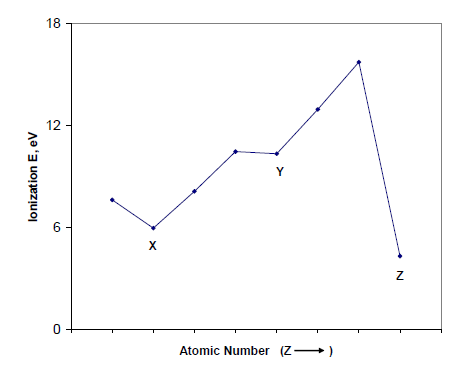 18
12
6
0
Ionization E, eV
X
Y
Z
Atomic Number (Z ⟶ )